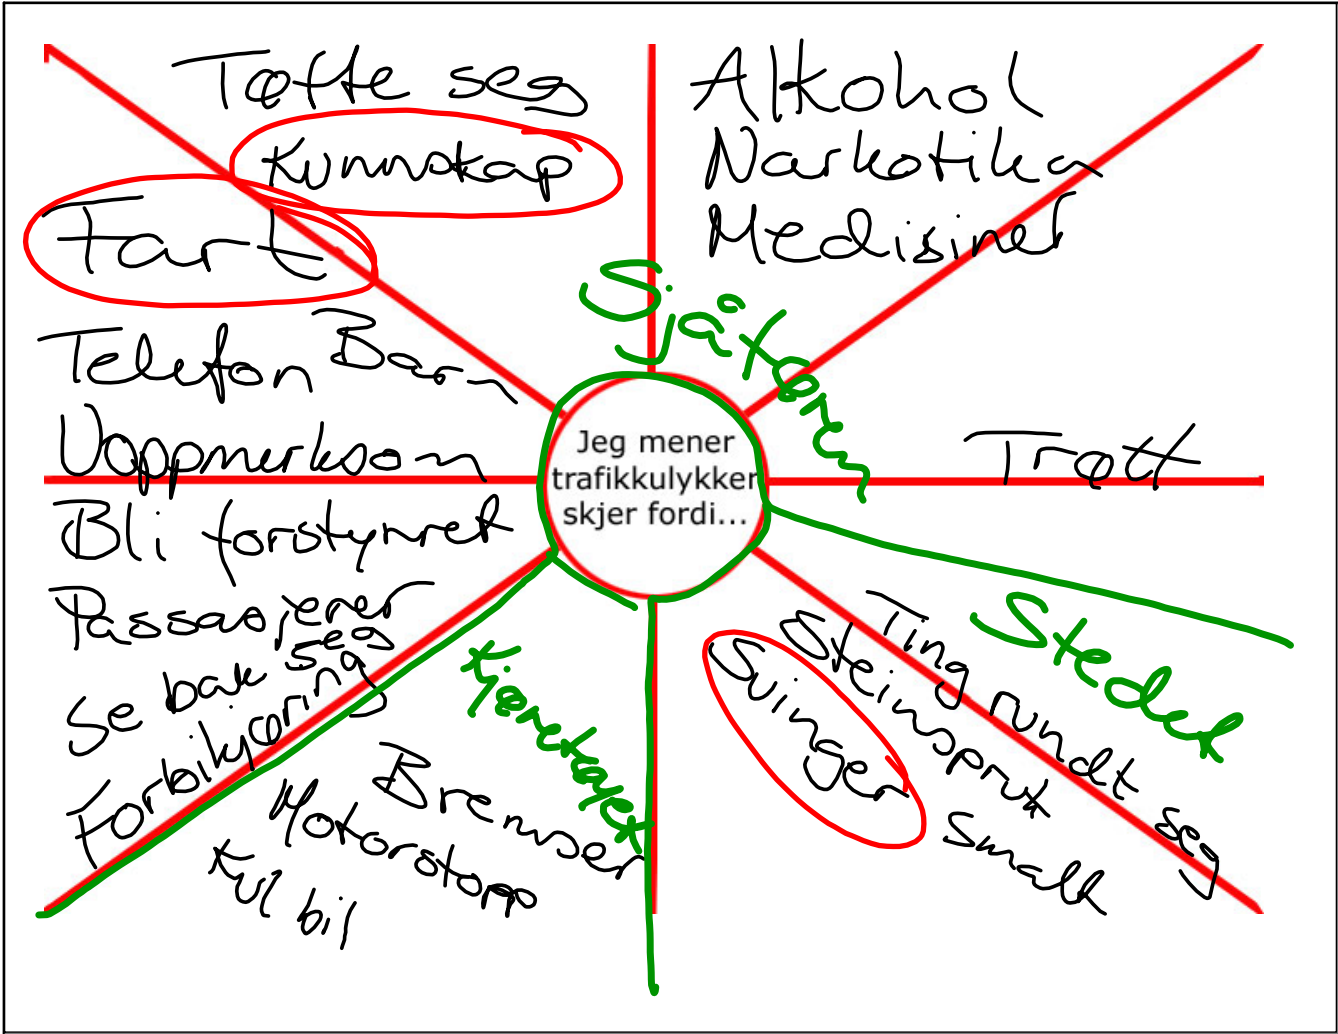 Tøffe seg
Kunnskap
Fart
Telefon Barn
Uoppmerksom
Bli forstyrret
Passasjerer
Se bak seg
Forbikjøring
Alkohol
Narkotika
Medisiner
Sjåføren
Jeg mener
trafikkulykker
skjer fordi...
Trøtt
Stedet
Ting rundt seg
Steinsprut
Svinger
Smalt
Kjøretøyet
Bremser
Motorstopp
Kul bil